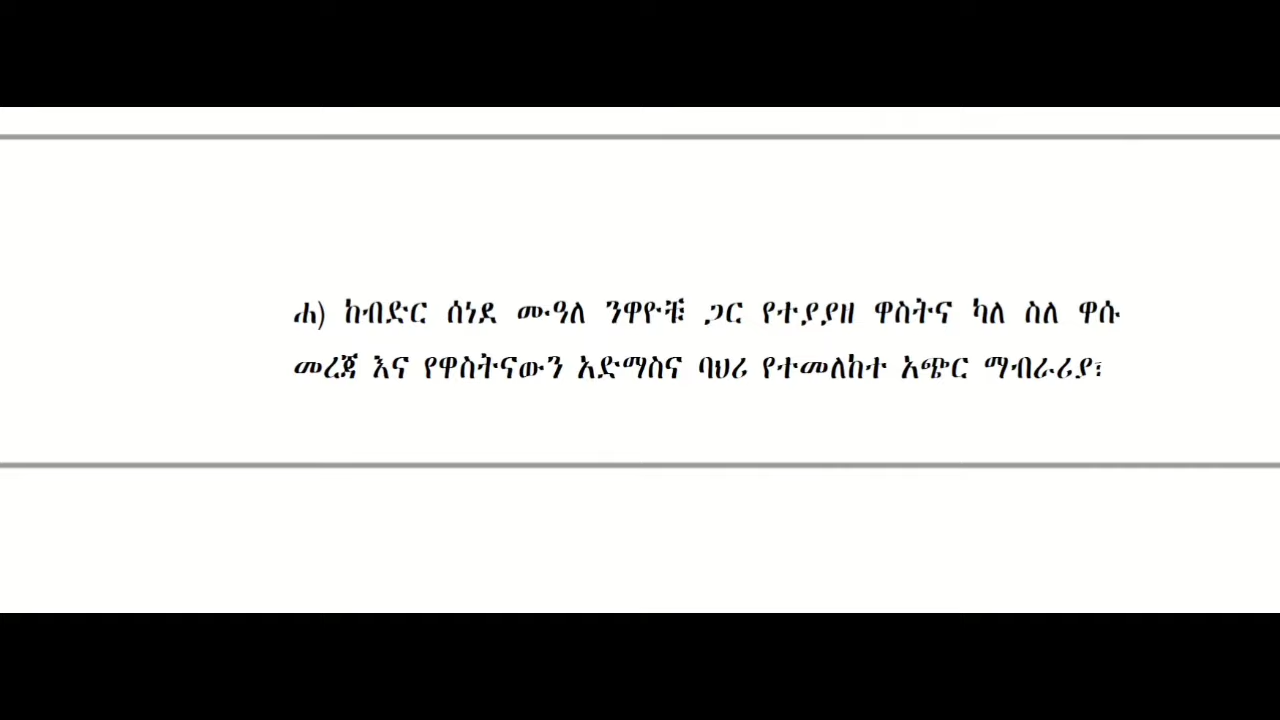 ሐ) ከብድር ሰነደ ሙዓለ ንዋዮቹ ጋር የተያያዘ ዋስትና ካለ ስለ ዋሱ
መረጃ እና የዋስትናውን አድማስና ባህሪ የተመለከተ አጭር ማብራሪያ፣